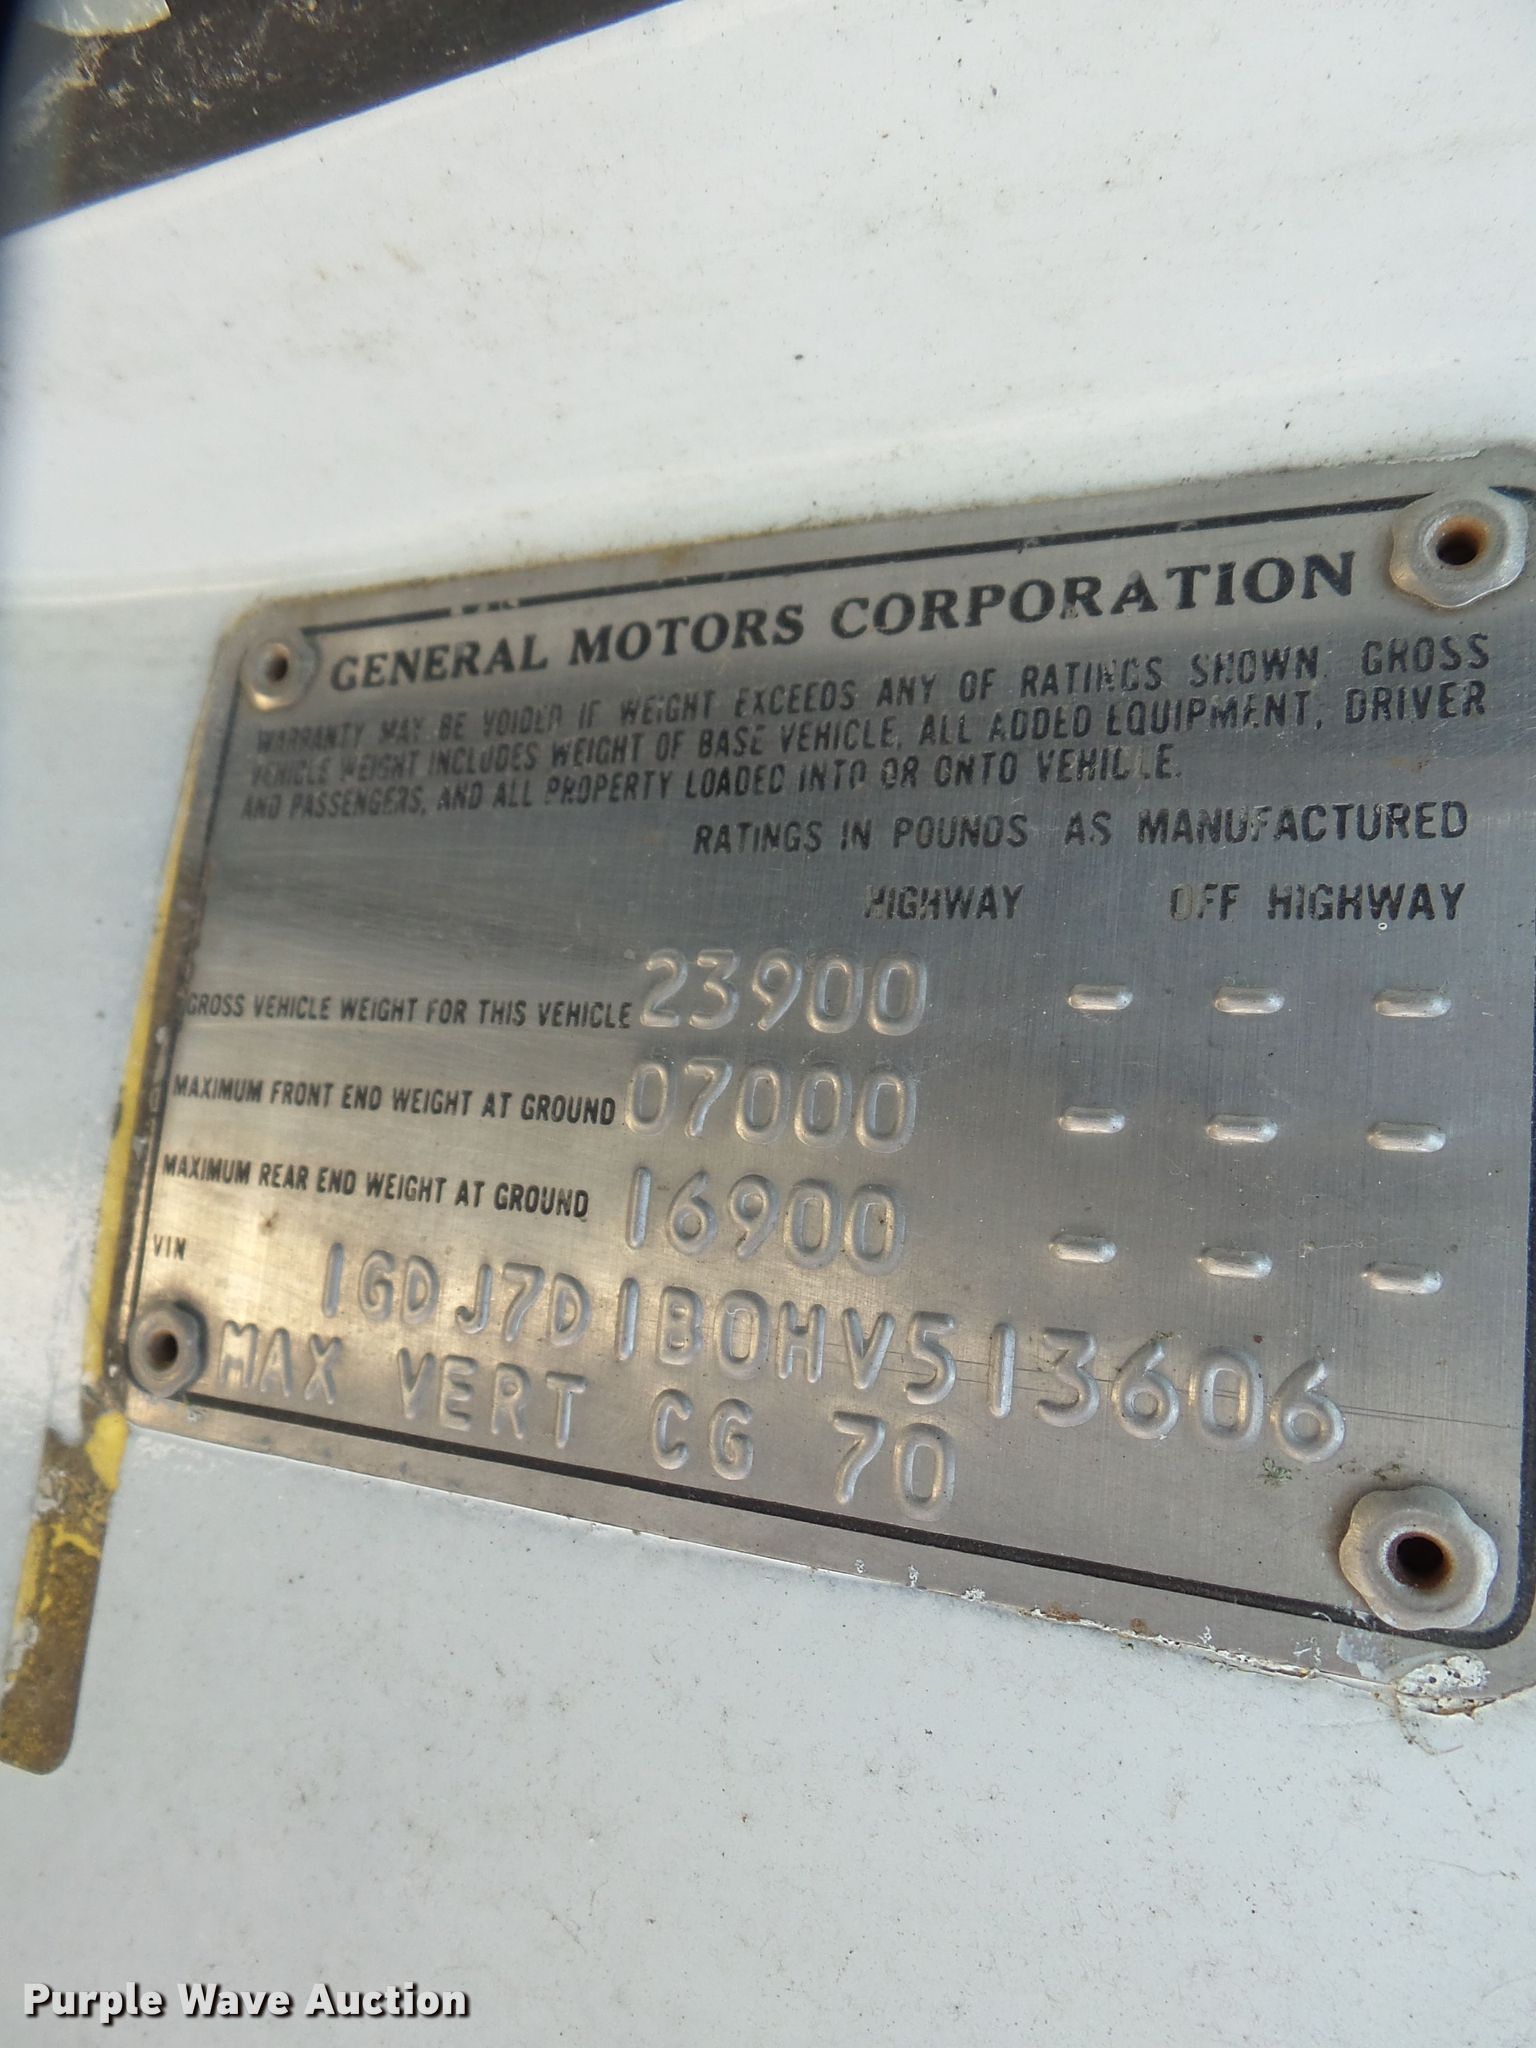 GENERAL MOTORS CORPORATION
WARRANTY MAY BE VOIDED IF WEIGHT EXCEEDS ANY OF RATINGS SHOWN. GROSS
VEHICLE WEIGHT INCLUDES WEIGHT OF BASE VEHICLE, ALL ADDED EQUIPMENT, DRIVER
AND PASSENGERS, AND ALL PROPERTY LOADED INTO OR ONTO VEHICLE.
RATINGS IN POUNDS AS MANUFACTURED
HIGHWAY OFF HIGHWAY
GROSS VEHICLE WEIGHT FOR THIS VEHICLE 23900 - - -
MAXIMUM FRONT END WEIGHT AT GROUND 07000 - - -
MAXIMUM REAR END WEIGHT AT GROUND 16900 - - -
VIN 1GDJ7D1B0HV513606
MAX VERT CG 70
Purple Wave Auction